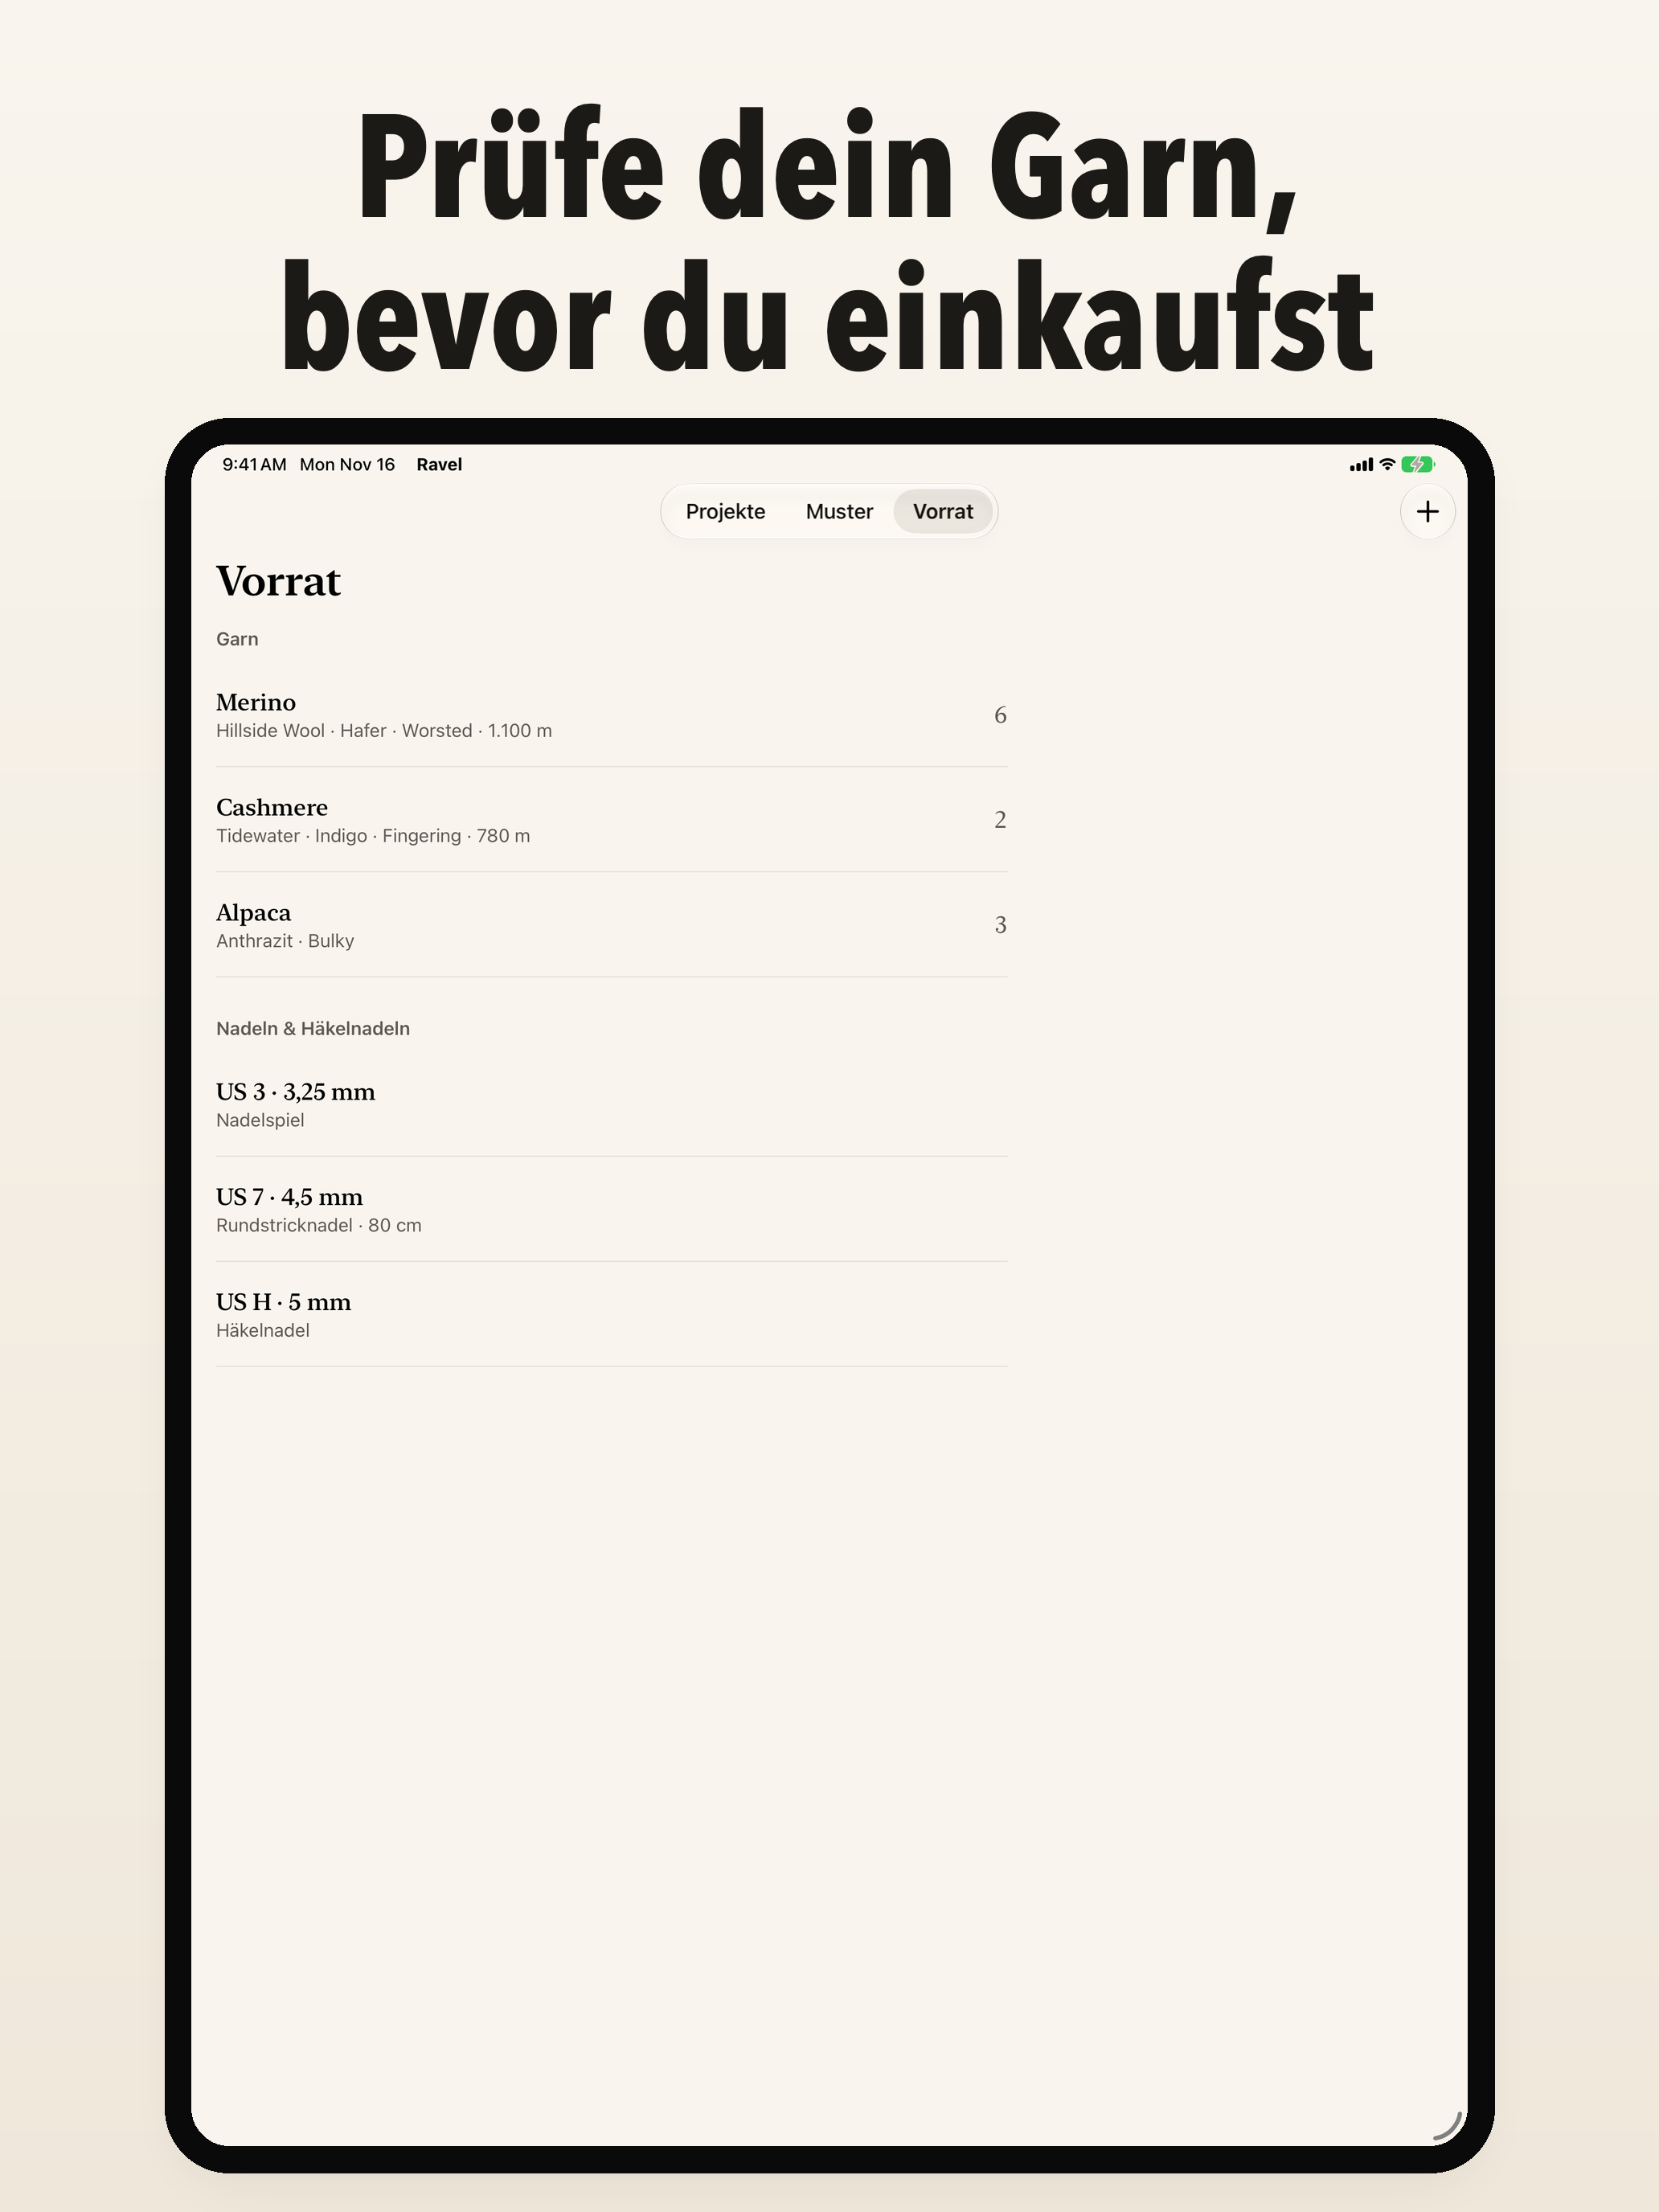 Prüfe dein Garn,
bevor du einkaufst
9:41 AM Mon Nov 16 Ravel
Projekte Muster Vorrat
Vorrat
Garn
Merino
6
Hillside Wool · Hafer · Worsted · 1.100 m
Cashmere
2
Tidewater · Indigo · Fingering · 780 m
Alpaca
3
Anthrazit · Bulky
Nadeln & Häkelnadeln
US 3 · 3,25 mm
Nadelspiel
US 7 · 4,5 mm
Rundstricknadel · 80 cm
US H · 5 mm
Häkelnadel